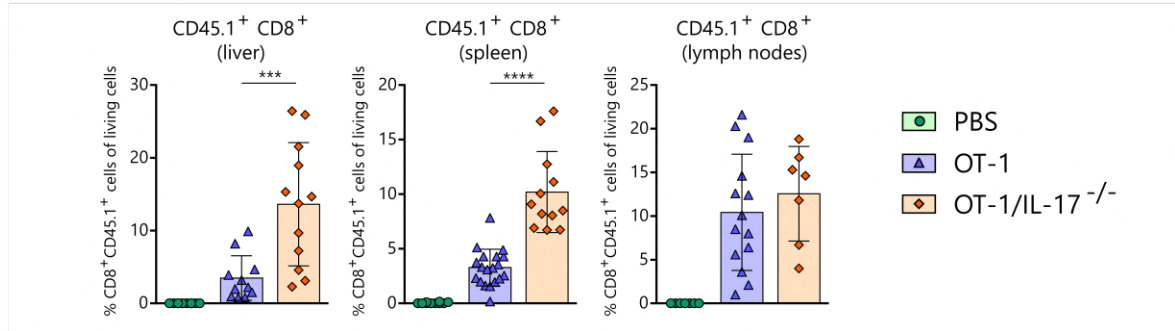 CD45.1+ CD8+
(liver)
% CD8+CD45.1+ cells of living cells
30
20
10
0
***
CD45.1+ CD8+
(spleen)
% CD8+CD45.1+ cells of living cells
20
15
10
5
0
****
CD45.1+ CD8+
(lymph nodes)
% CD8+CD45.1+ cells of living cells
25
20
15
10
5
0
PBS
OT-1
OT-1/IL-17-/-